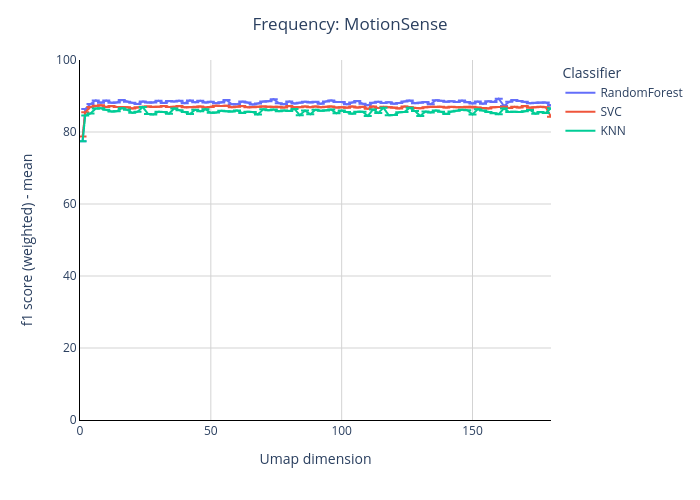 Frequency: MotionSense
f1 score (weighted) - mean
100
80
60
40
20
0
0
50
100
150
Umap dimension
Classifier
RandomForest
SVC
KNN